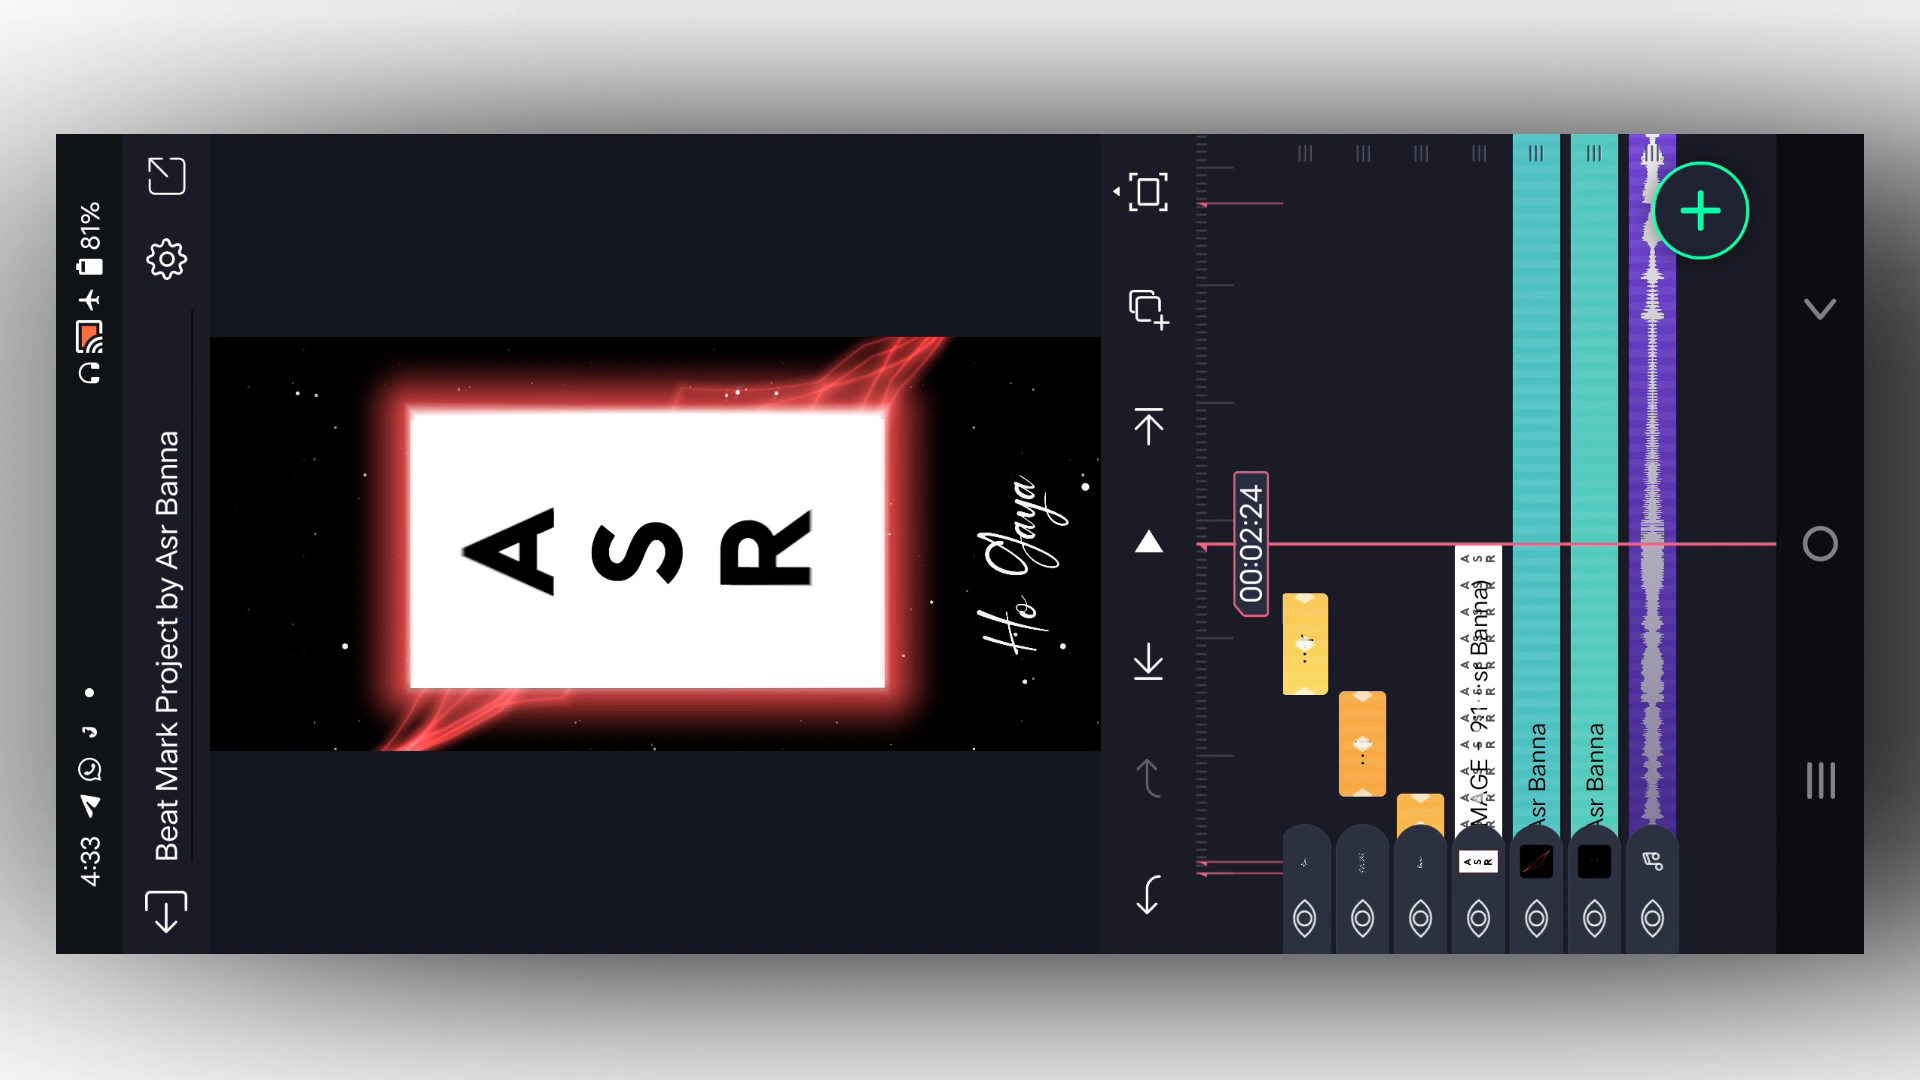 4:33
81%
Beat Mark Project by Asr Banna
A
S
R
Ho Jaya
00:02:24
Asr Banna
Asr Banna